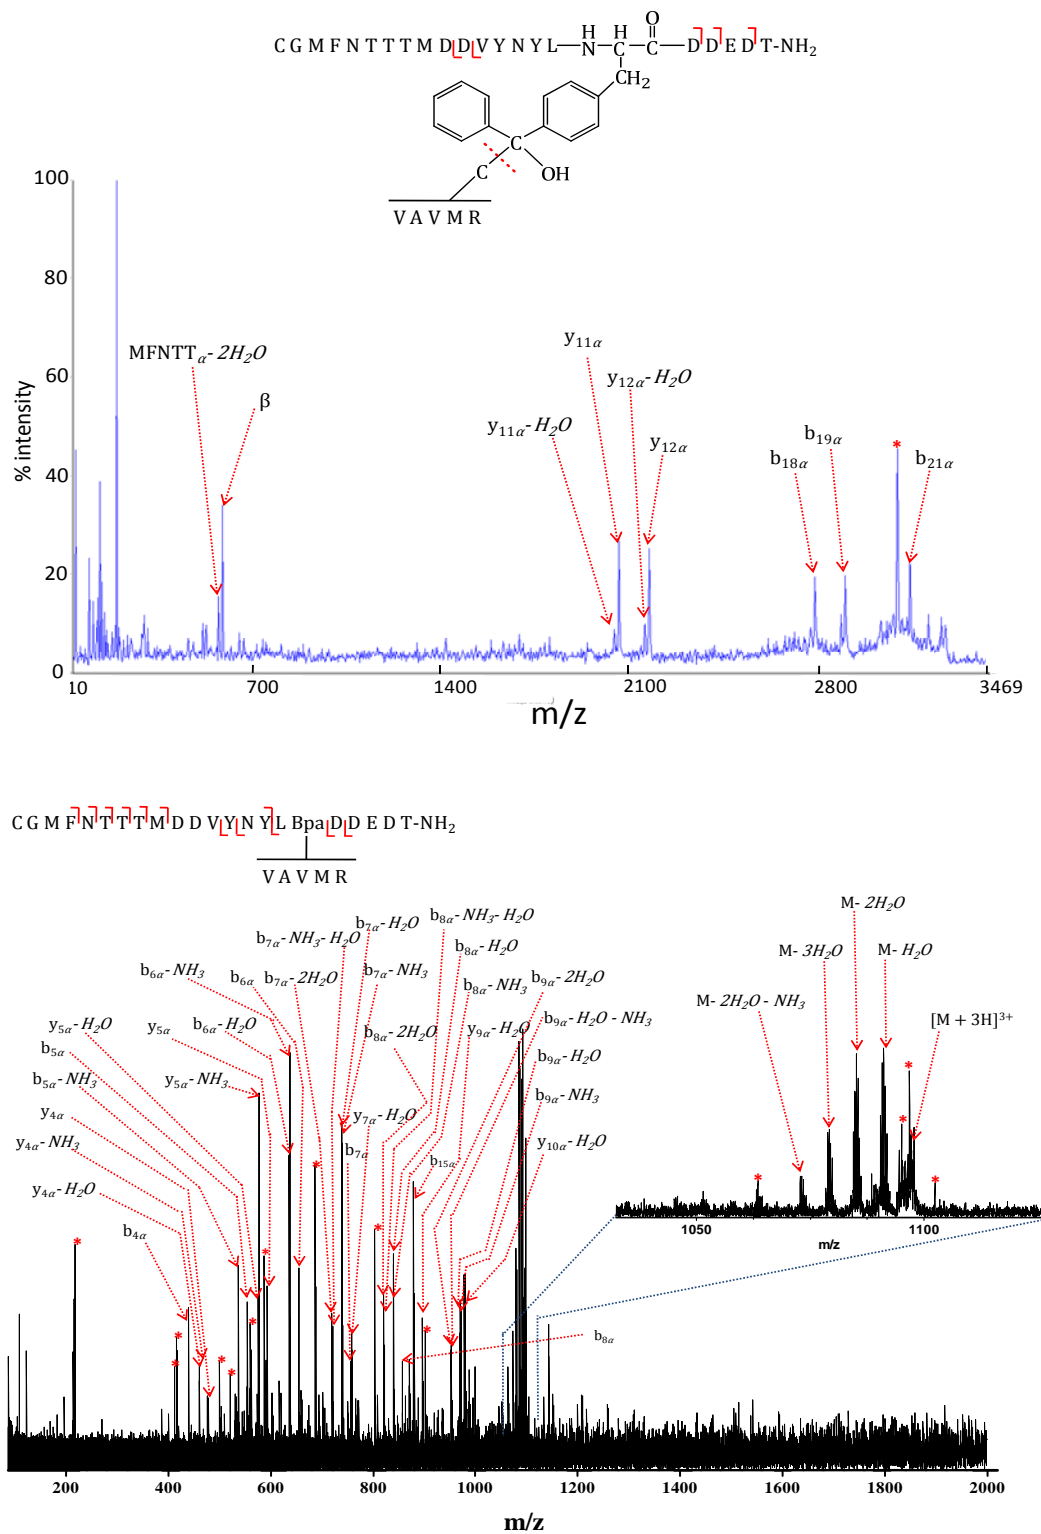 O
H H
C G M F N T T T M D D V Y N Y L N C C D D E D T-NH₂
CH₂
C
C OH
V A V M R
100
80
60
40
20
0
% intensity
MFNTTα- 2H₂O
β
y₁₁α
y₁₂α-H₂O
y₁₁α-H₂O
y₁₂α
b₁₈α
b₁₉α
*
b₂₁α
10 700 1400 2100 2800 3469
m/z
C G M F N T T T M D D V Y N Y L Bpa D D E D T-NH₂
V A V M R
b₇α-H₂O
b₈α-NH₃-H₂O
b₇α-NH₃-H₂O
b₈α-H₂O
b₆α-NH₃
b₆α
b₇α-2H₂O
b₇α-NH₃
b₈α-NH₃
b₉α-2H₂O
y₅α-H₂O
y₅α
b₆α-H₂O
b₈α-2H₂O
y₉α-H₂O
b₉α-H₂O - NH₃
b₅α
b₅α-NH₃
y₅α-NH₃
b₉α-H₂O
y₄α
y₇α-H₂O
b₉α-NH₃
y₄α-NH₃
b₇α
b₁₅α
y₁₀α-H₂O
y₄α-H₂O
b₄α
b₈α
M- 2H₂O
M- 3H₂O
M- H₂O
M- 2H₂O - NH₃
[M + 3H]³⁺
1050 1100
m/z
200 400 600 800 1000 1200 1400 1600 1800 2000
m/z